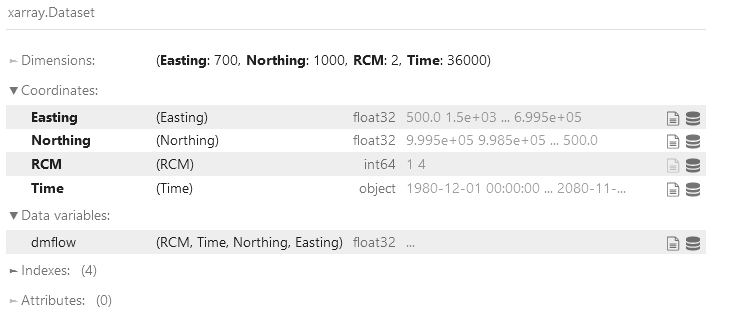 xarray.Dataset
► Dimensions: (Easting: 700, Northing: 1000, RCM: 2, Time: 36000)
▼ Coordinates:
Easting (Easting) float32 500.0 1.5e+03 ... 6.995e+05
Northing (Northing) float32 9.995e+05 9.985e+05 ... 500.0
RCM (RCM) int64 1 4
Time (Time) object 1980-12-01 00:00:00 ... 2080-11-...
▼ Data variables:
dmflow (RCM, Time, Northing, Easting) float32 ...
► Indexes: (4)
► Attributes: (0)